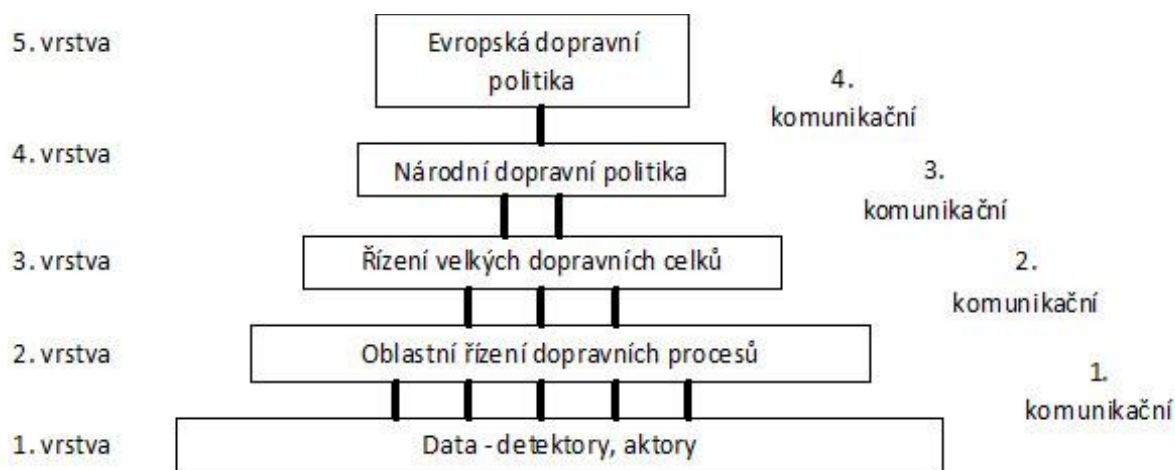 5. vrstva
Evropská dopravní
politika
4.
komunikační
4. vrstva
Národní dopravní politika
3.
komunikační
3. vrstva
Řízení velkých dopravních celků
2.
komunikační
2. vrstva
Oblastní řízení dopravních procesů
1.
komunikační
1. vrstva
Data - detektory, aktory